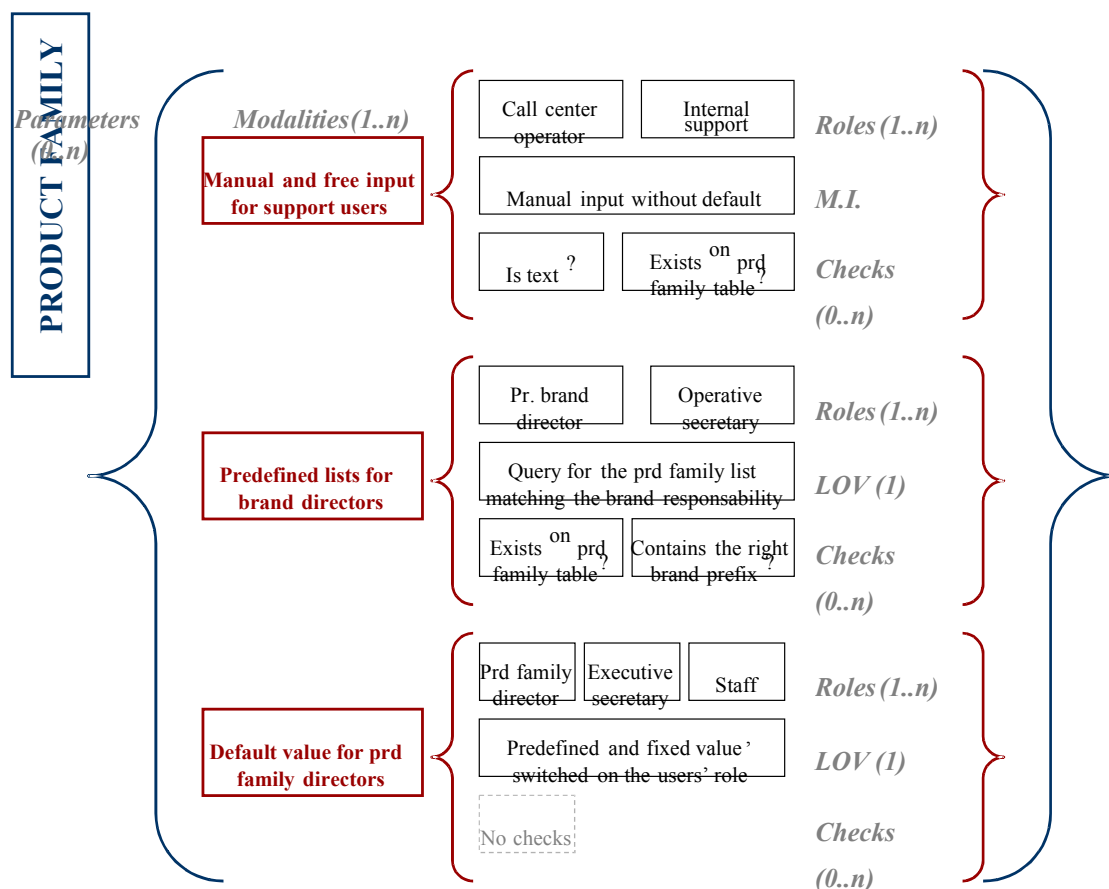 PRODUCT FAMILY
Parameters
(0..n)
Modalities (1..n)
Manual and free input
for support users
Call center
operator
Internal
support
Roles (1..n)
Manual input without default
M.I.
Is text ?
Exists on prd
family table ?
Checks
(0..n)
Predefined lists for
brand directors
Pr. brand
director
Operative
secretary
Roles (1..n)
Query for the prd family list
matching the brand responsability
LOV (1)
Exists on prd
family table ?
Contains the right
brand prefix ?
Checks
(0..n)
Default value for prd
family directors
Prd family
director
Executive
secretary
Staff
Roles (1..n)
Predefined and fixed value ’
switched on the users’ role
LOV (1)
No checks
Checks
(0..n)